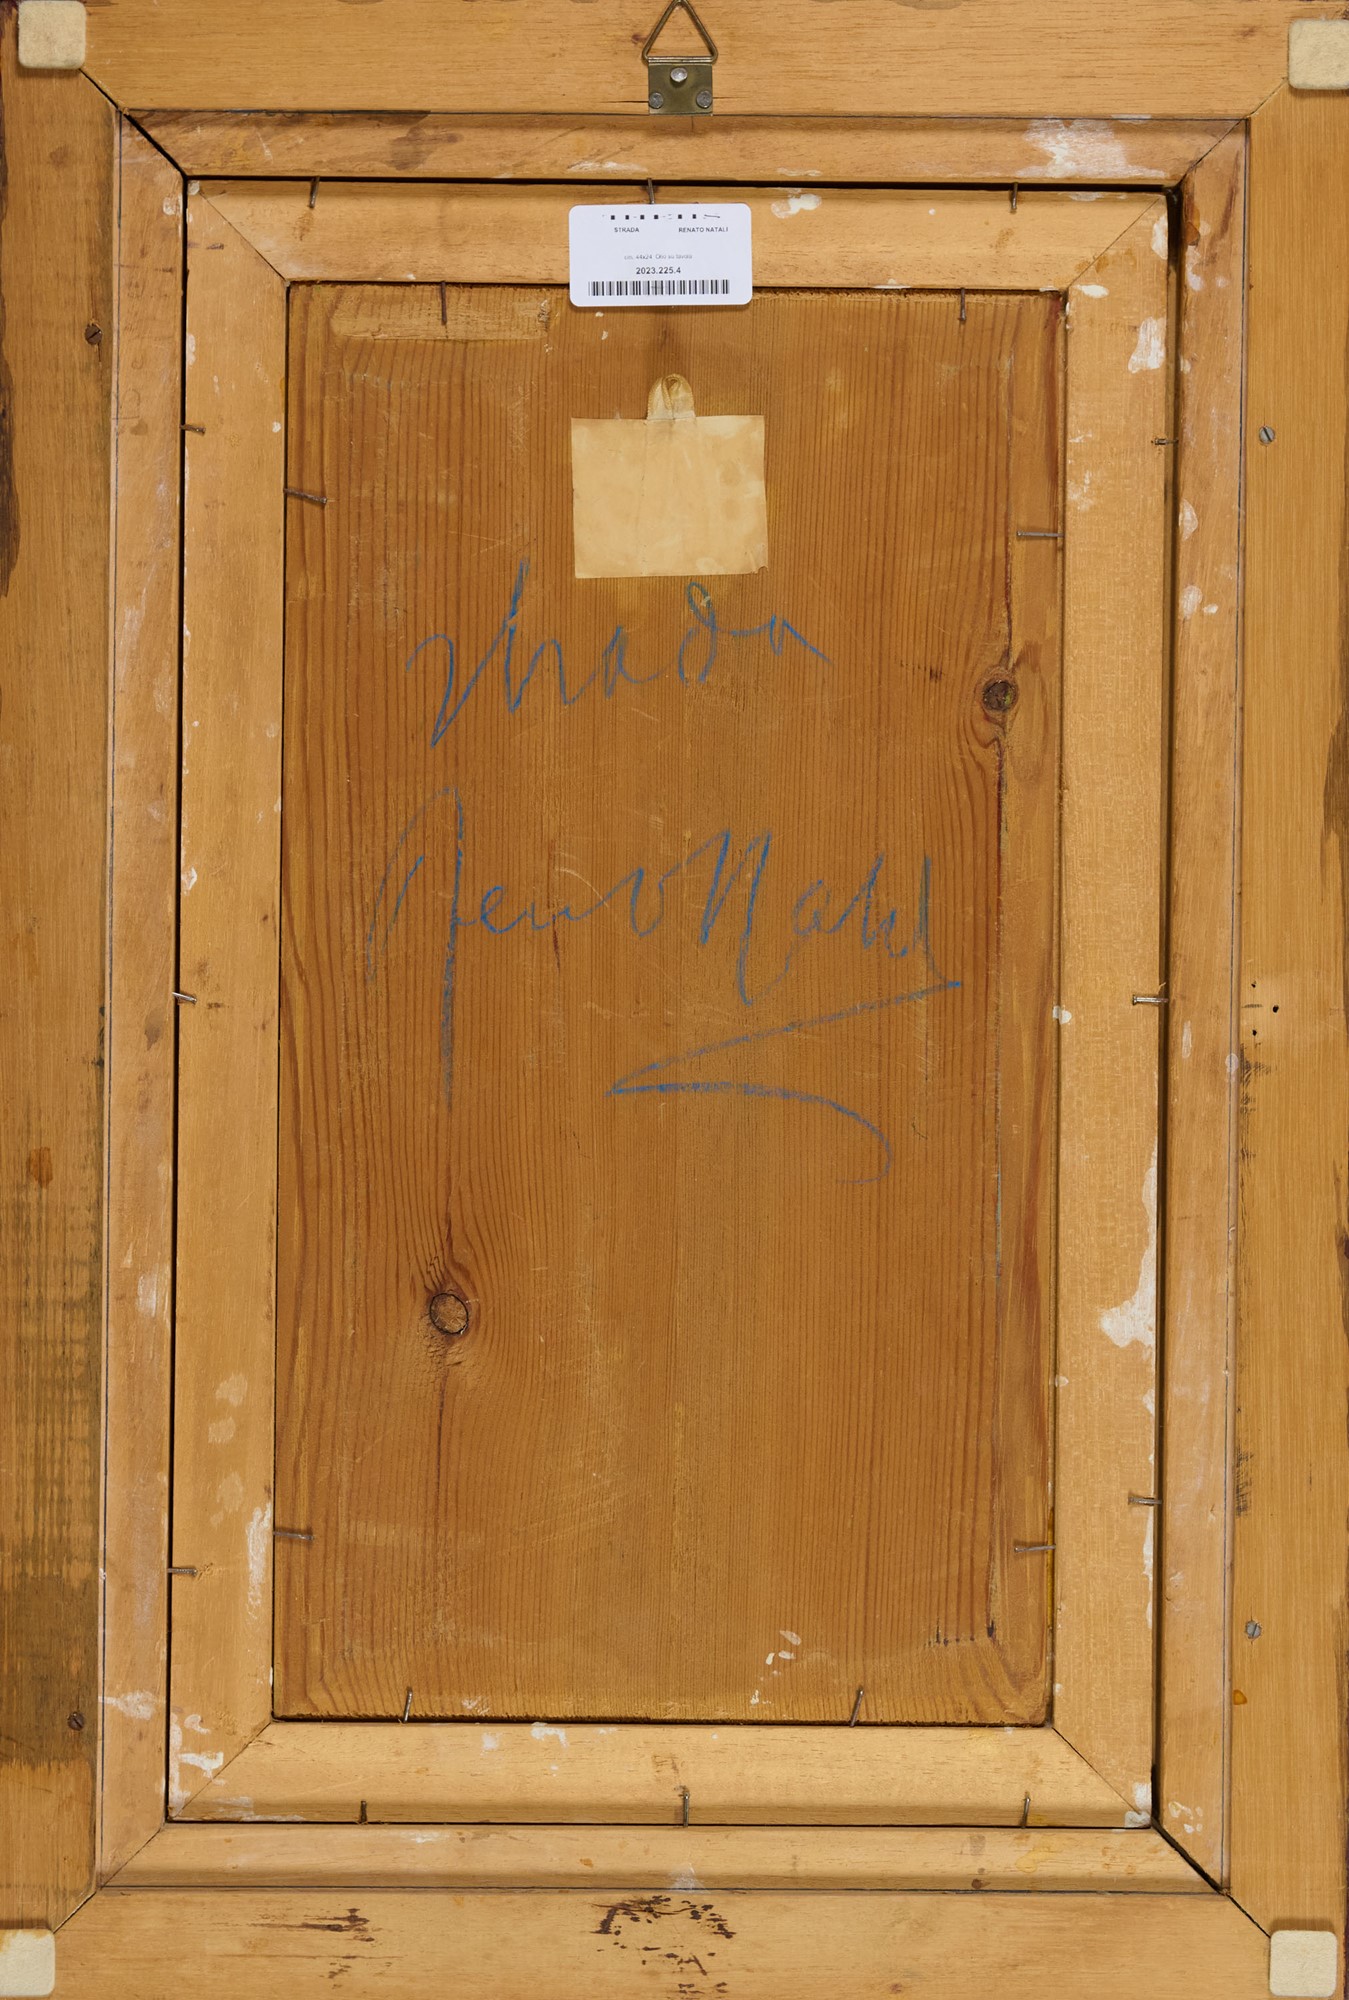 STRADA RENATO NATALI
cm. 44x24 Olio su tavola
2023.225.4
Strada
Renato Natali